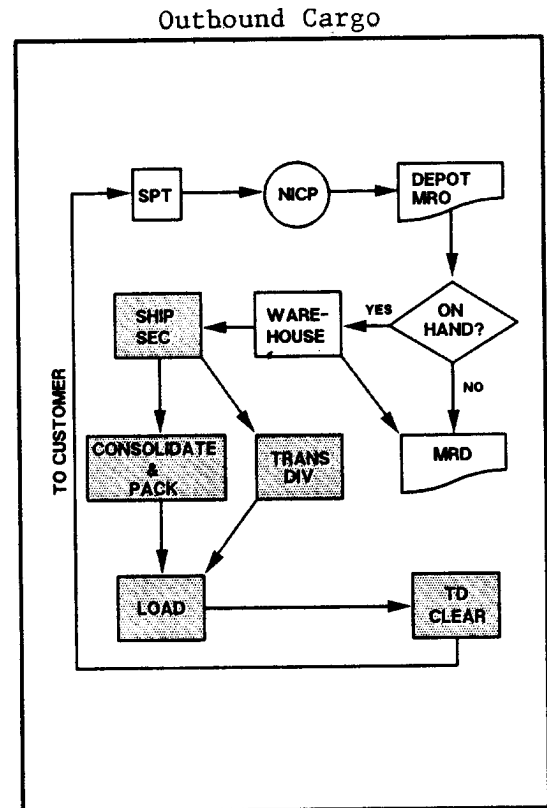 Outbound Cargo
SPT
NICP
DEPOT
MRO
ON
HAND?
YES
WARE-
HOUSE
SHIP
SEC
NO
MRD
CONSOLIDATE
&
PACK
TRANS
DIV
LOAD
TD
CLEAR
TO CUSTOMER